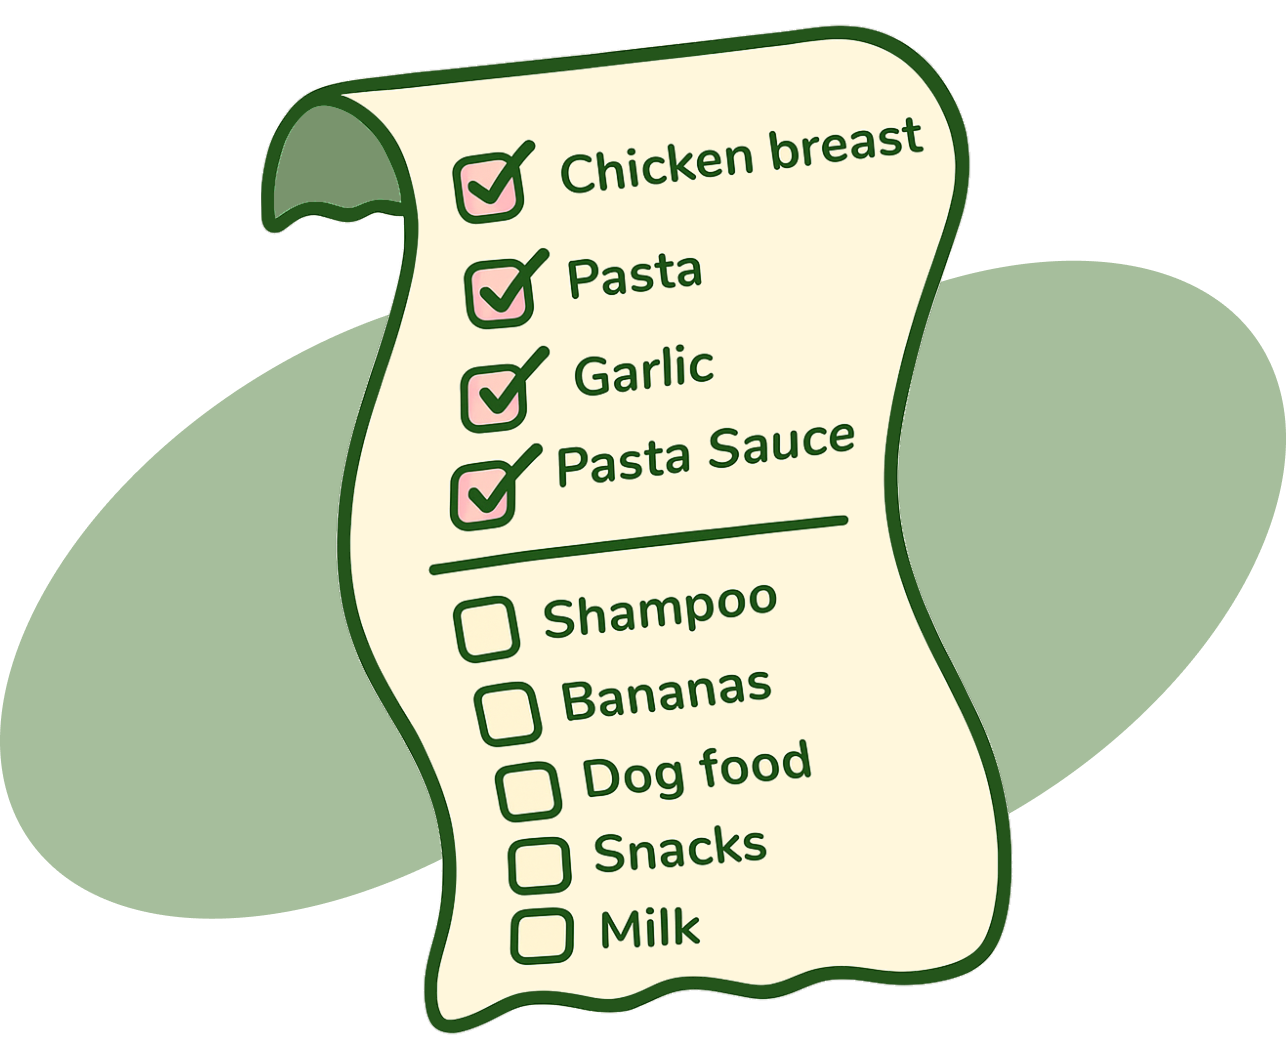 Chicken breast
Pasta
Garlic
Pasta Sauce
Shampoo
Bananas
Dog food
Snacks
Milk